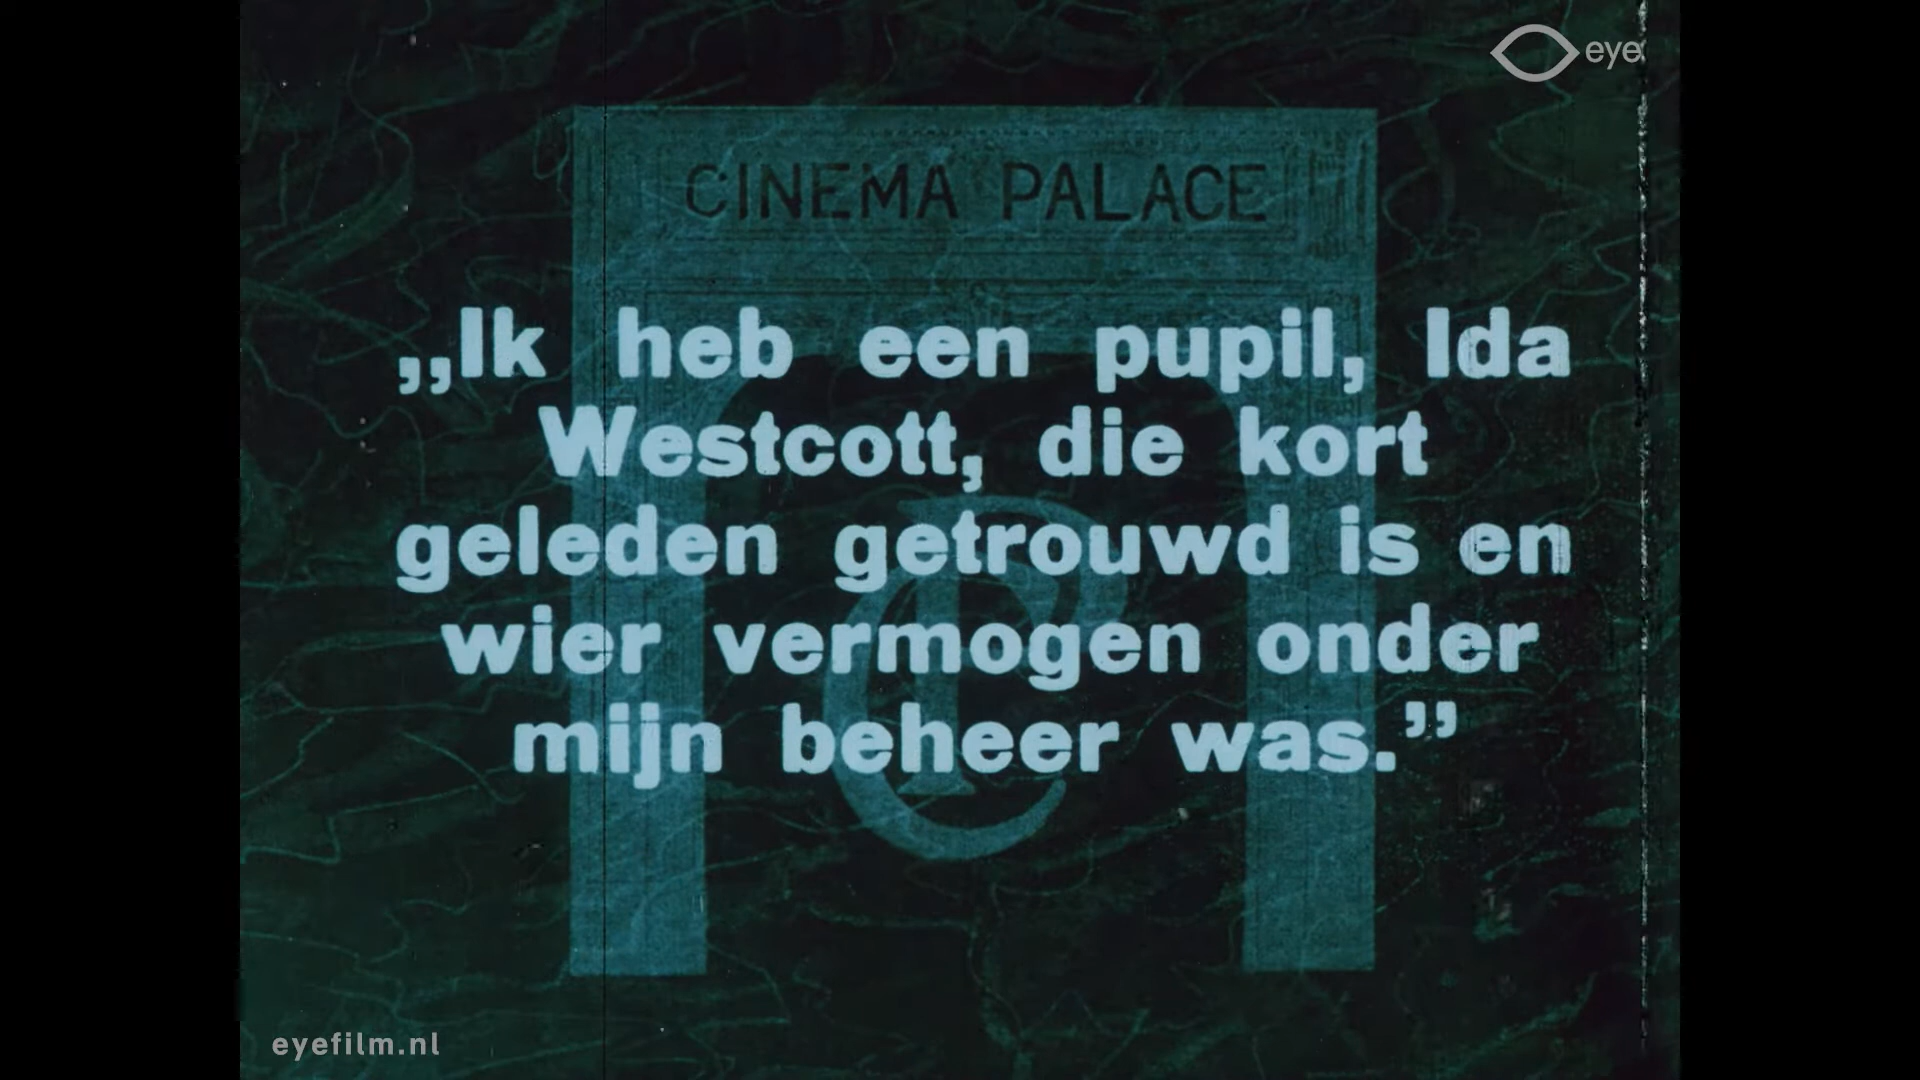 eye
CINEMA PALACE
„Ik heb een pupil, Ida
Westcott, die kort
geleden getrouwd is en
wier vermogen onder
mijn beheer was.”
CP
eyefilm.nl